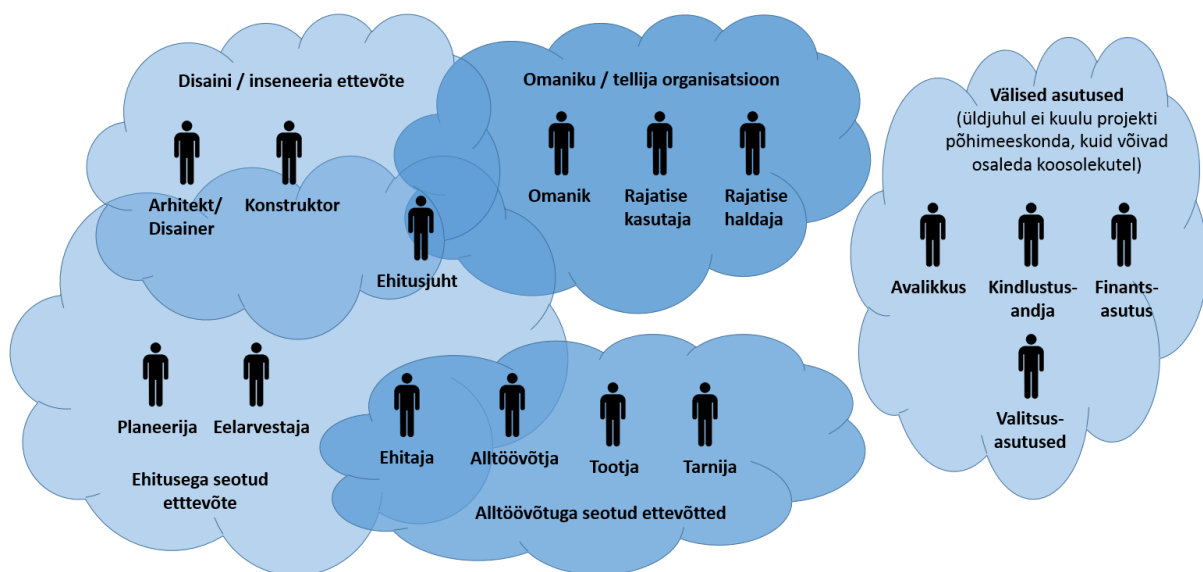 Disaini / inseneeria ettevõte
Arhitekt/
Disainer
Konstruktor
Ehitusjuht
Omaniku / tellija organisatsioon
Omanik
Rajatise
kasutaja
Rajatise
haldaja
Planeerija
Eelarvestaja
Ehitusega seotud
etttevõte
Ehitaja
Alltöövõtja
Tootja
Tarnija
Alltöövõtuga seotud ettevõtted
Välised asutused
(üldjuhul ei kuulu projekti
põhimeeskonda, kuid võivad
osaleda koosolekutel)
Avalikkus
Kindlustus-
andja
Finants-
asutus
Valitsus-
asutused